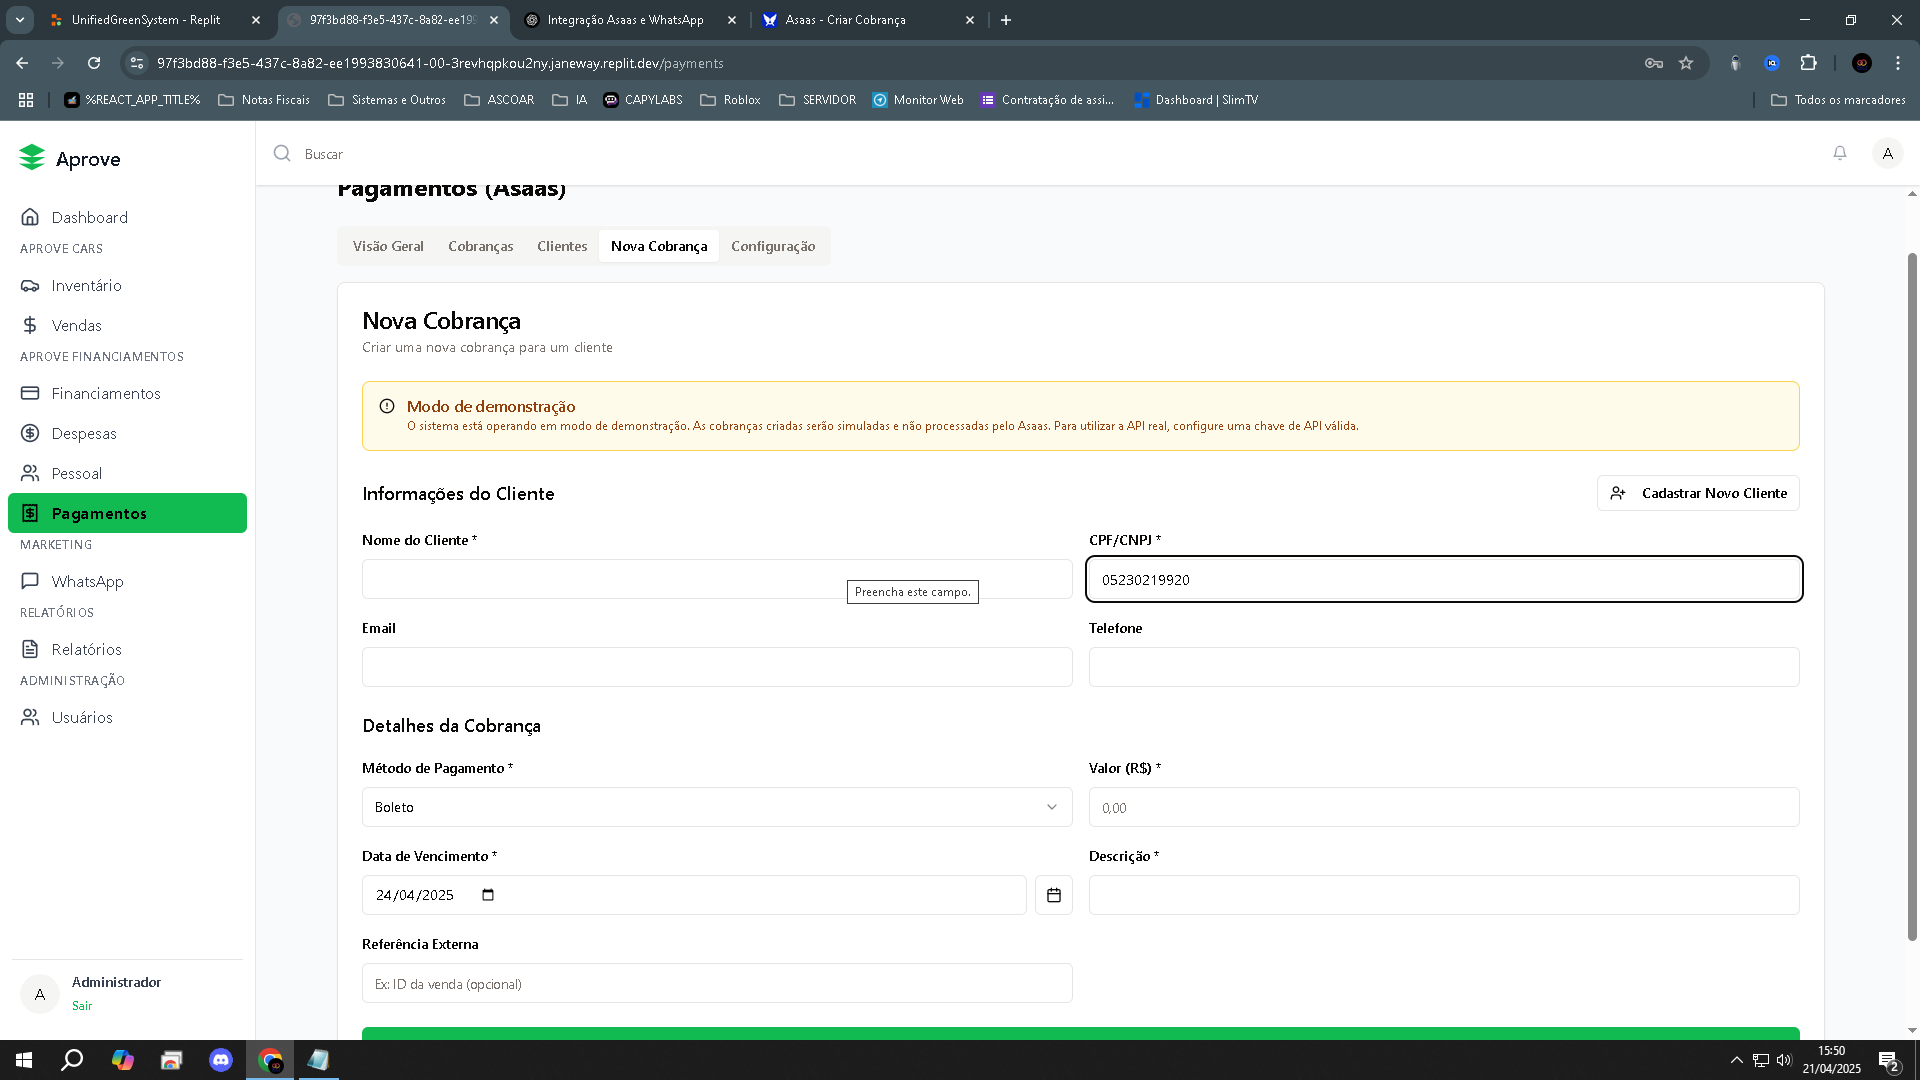 UnifiedGreenSystem - Replit
97f3bd88-f3e5-437c-8a82-ee199
Integração Asaas e WhatsApp
Asaas - Criar Cobrança
97f3bd88-f3e5-437c-8a82-ee1993830641-00-3revhqpkou2ny.janeway.replit.dev/payments
%REACT_APP_TITLE%
Notas Fiscais
Sistemas e Outros
ASCOAR
IA
CAPYLABS
Roblox
SERVIDOR
Monitor Web
Contratação de assi...
Dashboard | SlimTV
Todos os marcadores
Aprove
Buscar
A
Dashboard
APROVE CARS
Inventário
Vendas
APROVE FINANCIAMENTOS
Financiamentos
Despesas
Pessoal
Pagamentos
MARKETING
WhatsApp
RELATÓRIOS
Relatórios
ADMINISTRAÇÃO
Usuários
A
Administrador
Sair
Pagamentos (Asaas)
Visão Geral
Cobranças
Clientes
Nova Cobrança
Configuração
Nova Cobrança
Criar uma nova cobrança para um cliente
Modo de demonstração
O sistema está operando em modo de demonstração. As cobranças criadas serão simuladas e não processadas pelo Asaas. Para utilizar a API real, configure uma chave de API válida.
Informações do Cliente
Cadastrar Novo Cliente
Nome do Cliente *
CPF/CNPJ *
05230219920
Preencha este campo.
Email
Telefone
Detalhes da Cobrança
Método de Pagamento *
Valor (R$) *
Boleto
0,00
Data de Vencimento *
Descrição *
24/04/2025
Referência Externa
Ex: ID da venda (opcional)
15:50
21/04/2025
2